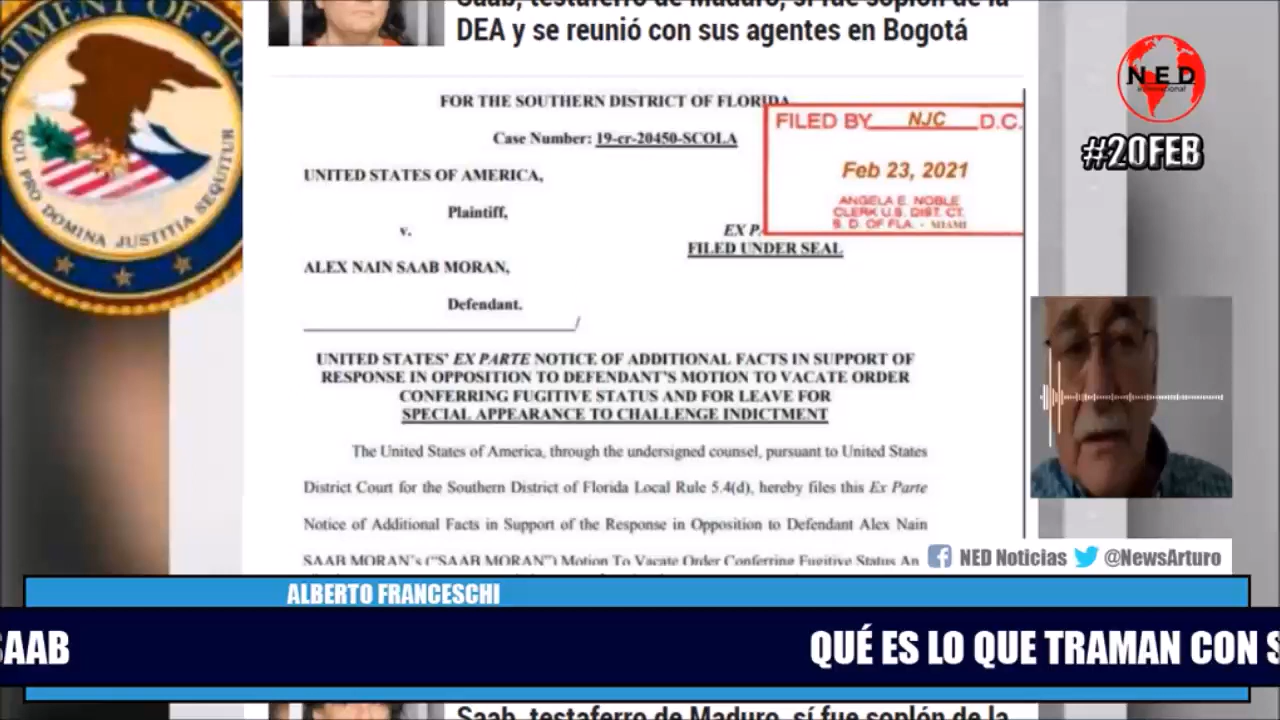 Saab, testaferro de Maduro, sí fue soplón de la
DEA y se reunió con sus agentes en Bogotá
QUI PRO DOMINA JUSTITIA SEQUITUR
FOR THE SOUTHERN DISTRICT OF FLORIDA
Case Number: 19-cr-20450-SCOLA
UNITED STATES OF AMERICA,
Plaintiff,
v.
ALEX NAIN SAAB MORAN,
Defendant.
/
EX P
FILED UNDER SEAL
FILED BY NJC D.C.
Feb 23, 2021
ANGELA E. NOBLE
CLERK U.S. DIST. CT.
S. D. OF FLA. - MIAMI
UNITED STATES' EX PARTE NOTICE OF ADDITIONAL FACTS IN SUPPORT OF
RESPONSE IN OPPOSITION TO DEFENDANT'S MOTION TO VACATE ORDER
CONFERRING FUGITIVE STATUS AND FOR LEAVE FOR
SPECIAL APPEARANCE TO CHALLENGE INDICTMENT
The United States of America, through the undersigned counsel, pursuant to United States
District Court for the Southern District of Florida Local Rule 5.4(d), hereby files this Ex Parte
Notice of Additional Facts in Support of the Response in Opposition to Defendant Alex Nain
SAAB MORAN's ("SAAB MORAN") Motion To Vacate Order Conferring Fugitive Status An
NED
international
#20FEB
NED Noticias @NewsArturo
ALBERTO FRANCESCHI
SAAB QUÉ ES LO QUE TRAMAN CON S
Saab, testaferro de Maduro, sí fue soplón de la